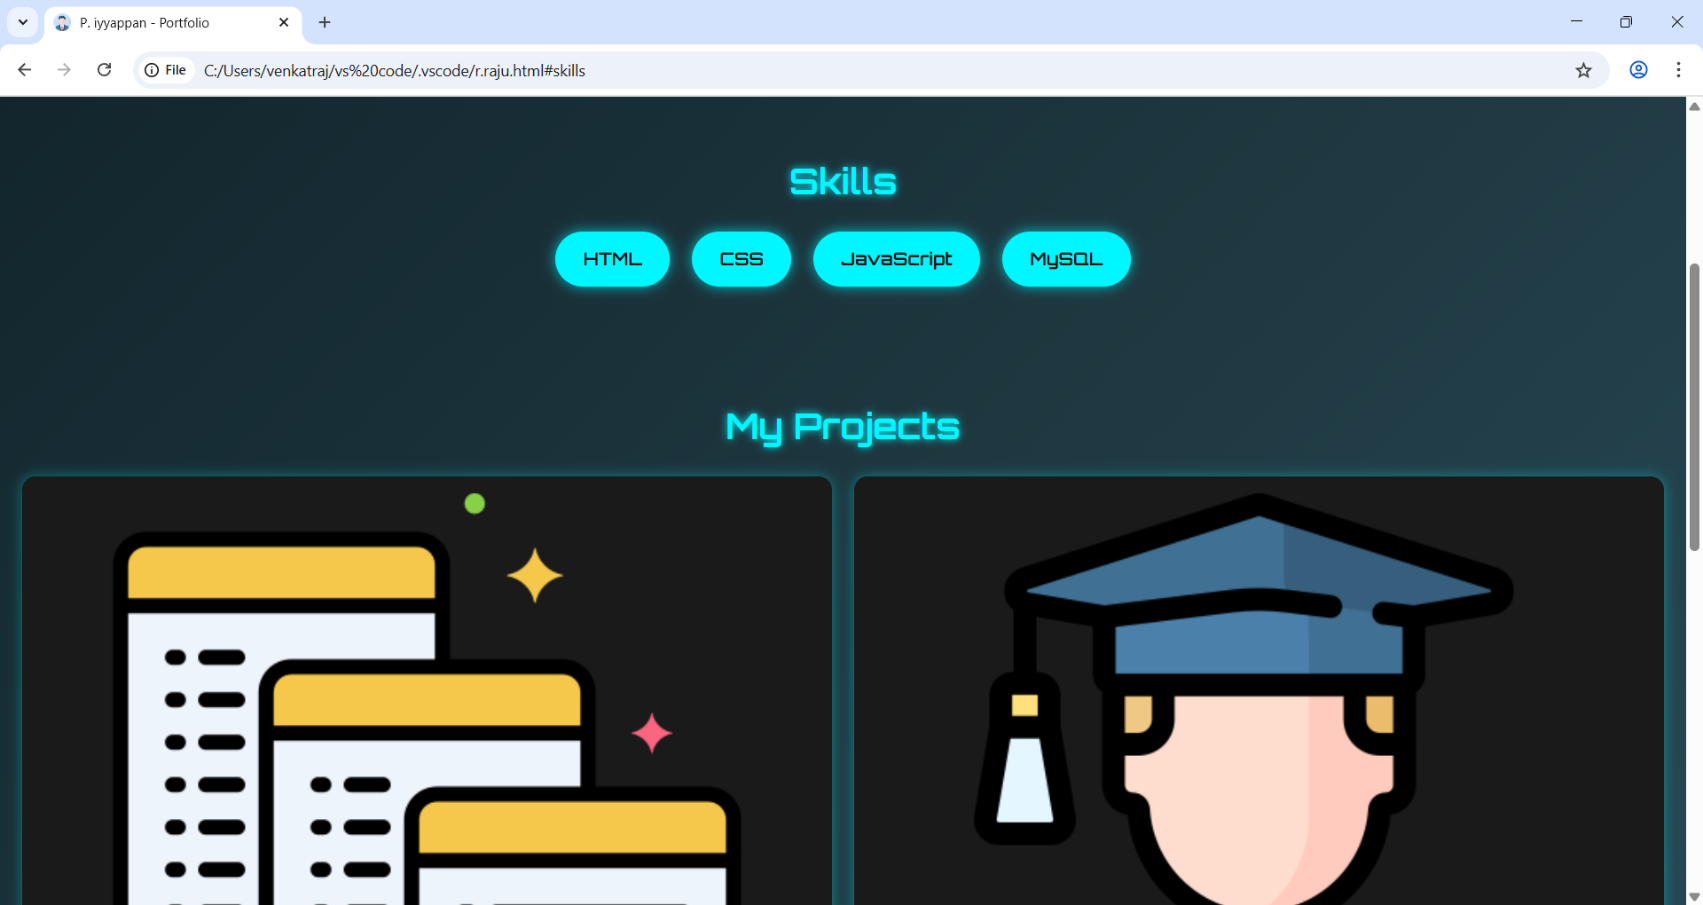 P. iyyappan - Portfolio
File
C:/Users/venkatraj/vs%20code/.vscode/r.raju.html#skills
Skills
HTML CSS JavaScript MySQL
My Projects